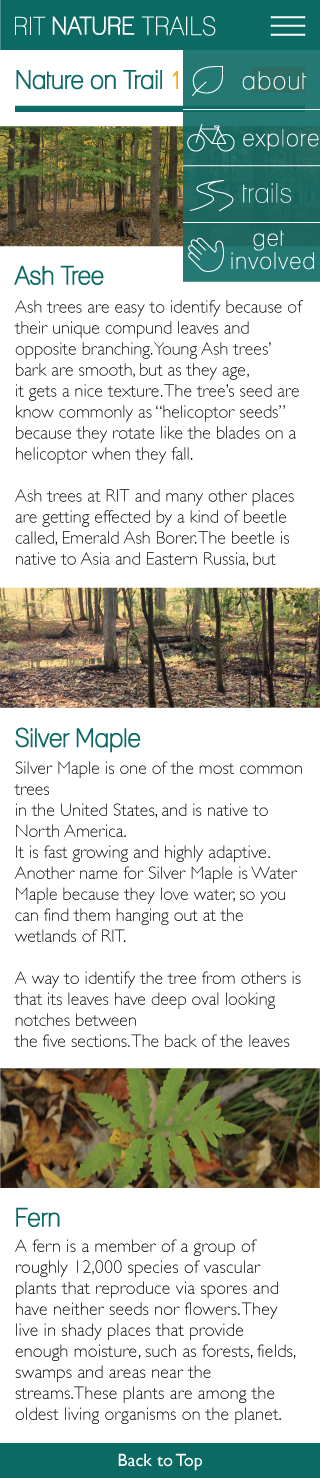 RIT NATURE TRAILS
Nature on Trail 1
about
explore
trails
get
involved
Ash Tree
Ash trees are easy to identify because of
their unique compund leaves and
opposite branching. Young Ash trees’
bark are smooth, but as they age,
it gets a nice texture. The tree’s seed are
know commonly as “helicoptor seeds”
because they rotate like the blades on a
helicoptor when they fall.
Ash trees at RIT and many other places
are getting effected by a kind of beetle
called, Emerald Ash Borer. The beetle is
native to Asia and Eastern Russia, but
Silver Maple
Silver Maple is one of the most common
trees
in the United States, and is native to
North America.
It is fast growing and highly adaptive.
Another name for Silver Maple is Water
Maple because they love water, so you
can find them hanging out at the
wetlands of RIT.
A way to identify the tree from others is
that its leaves have deep oval looking
notches between
the five sections. The back of the leaves
Fern
A fern is a member of a group of
roughly 12,000 species of vascular
plants that reproduce via spores and
have neither seeds nor flowers. They
live in shady places that provide
enough moisture, such as forests, fields,
swamps and areas near the
streams. These plants are among the
oldest living organisms on the planet.
Back to Top